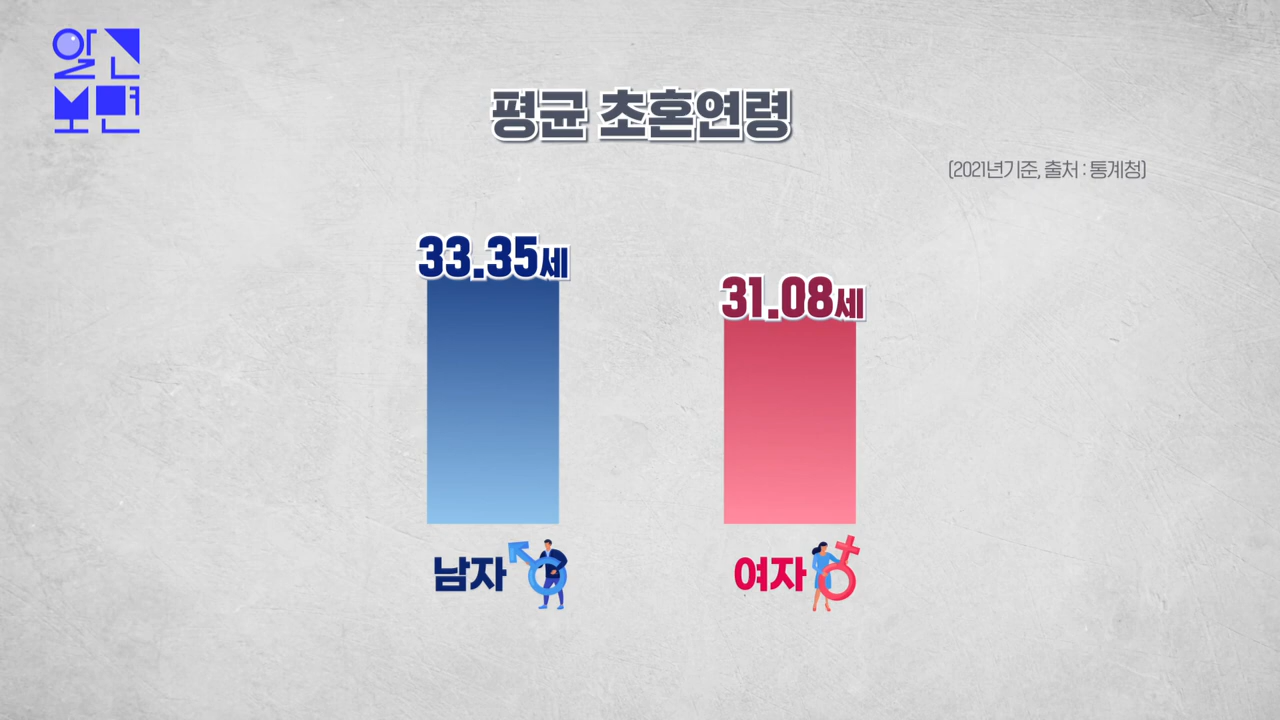 알고
보면
평균 초혼연령
(2021년기준, 출처 : 통계청)
33.35세
31.08세
남자
여자